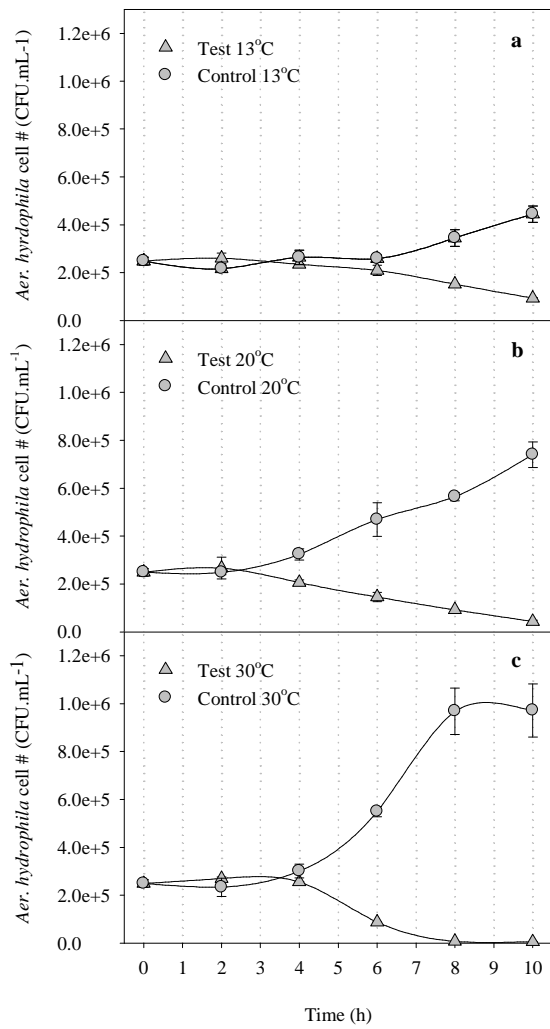 1.2e+6
1.0e+6
8.0e+5
6.0e+5
4.0e+5
2.0e+5
0.0
Aer. hyrdophila cell # (CFU.mL-1)
Test 13°C
Control 13°C
a
1.2e+6
1.0e+6
8.0e+5
6.0e+5
4.0e+5
2.0e+5
0.0
Aer. hydrophila cell # (CFU.mL⁻¹)
Test 20°C
Control 20°C
b
1.2e+6
1.0e+6
8.0e+5
6.0e+5
4.0e+5
2.0e+5
0.0
Aer. hydrophila cell # (CFU.mL⁻¹)
Test 30°C
Control 30°C
c
0 1 2 3 4 5 6 7 8 9 10
Time (h)